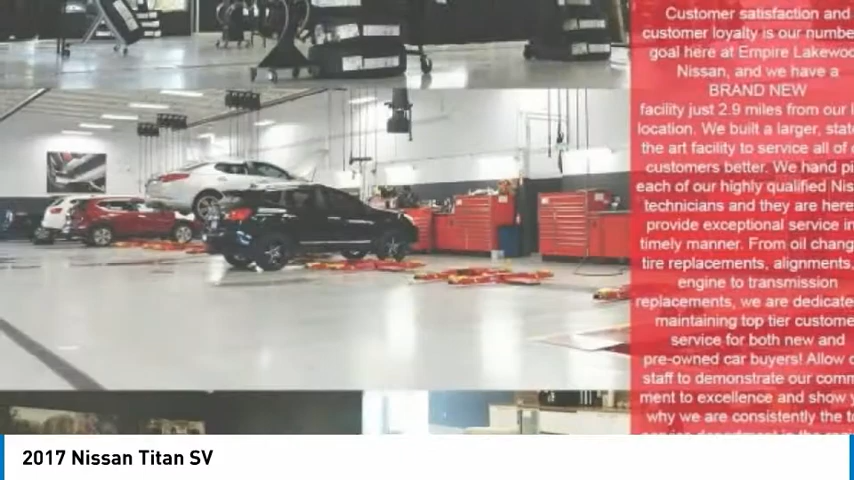 Customer satisfaction and
customer loyalty is our numbe
goal here at Empire Lakewoo
Nissan, and we have a
BRAND NEW
facility just 2.9 miles from our l
location. We built a larger, state
the art facility to service all of
customers better. We hand pi
each of our highly qualified Nis
technicians and they are here
provide exceptional service in
timely manner. From oil chang
tire replacements, alignments,
engine to transmission
replacements, we are dedicate
maintaining top tier custome
service for both new and
pre-owned car buyers! Allow o
staff to demonstrate our comm
ment to excellence and show y
why we are consistently the to
2017 Nissan Titan SV